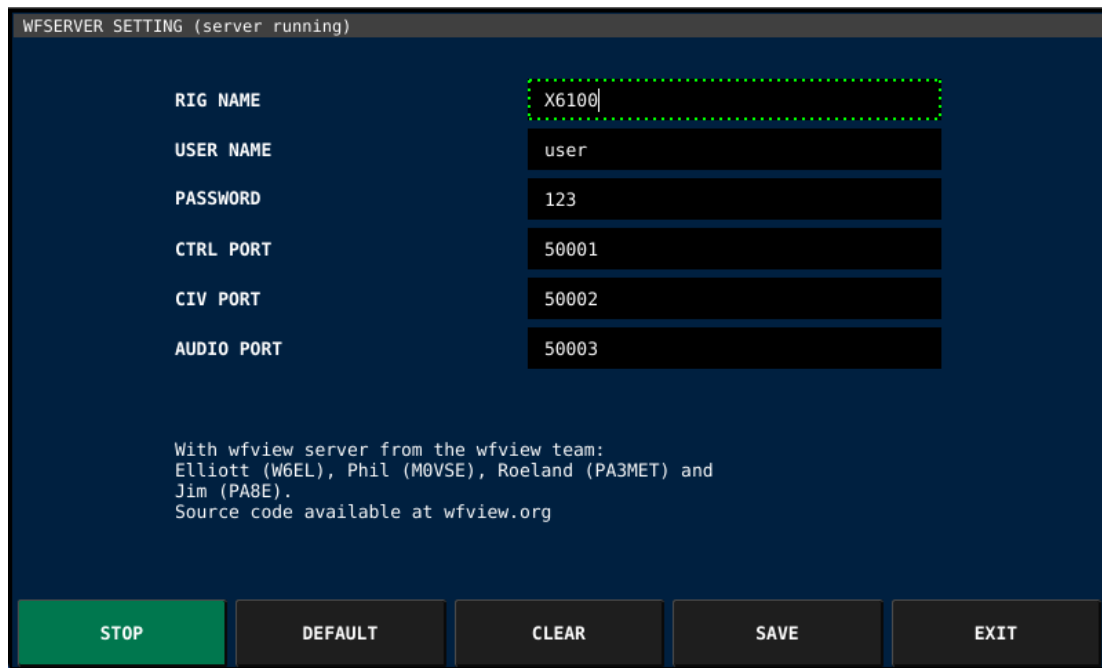 WFSERVER SETTING (server running)
RIG NAME X6100
USER NAME user
PASSWORD 123
CTRL PORT 50001
CIV PORT 50002
AUDIO PORT 50003
With wfview server from the wfview team:
Elliott (W6EL), Phil (M0VSE), Roeland (PA3MET) and
Jim (PA8E).
Source code available at wfview.org
STOP DEFAULT CLEAR SAVE EXIT